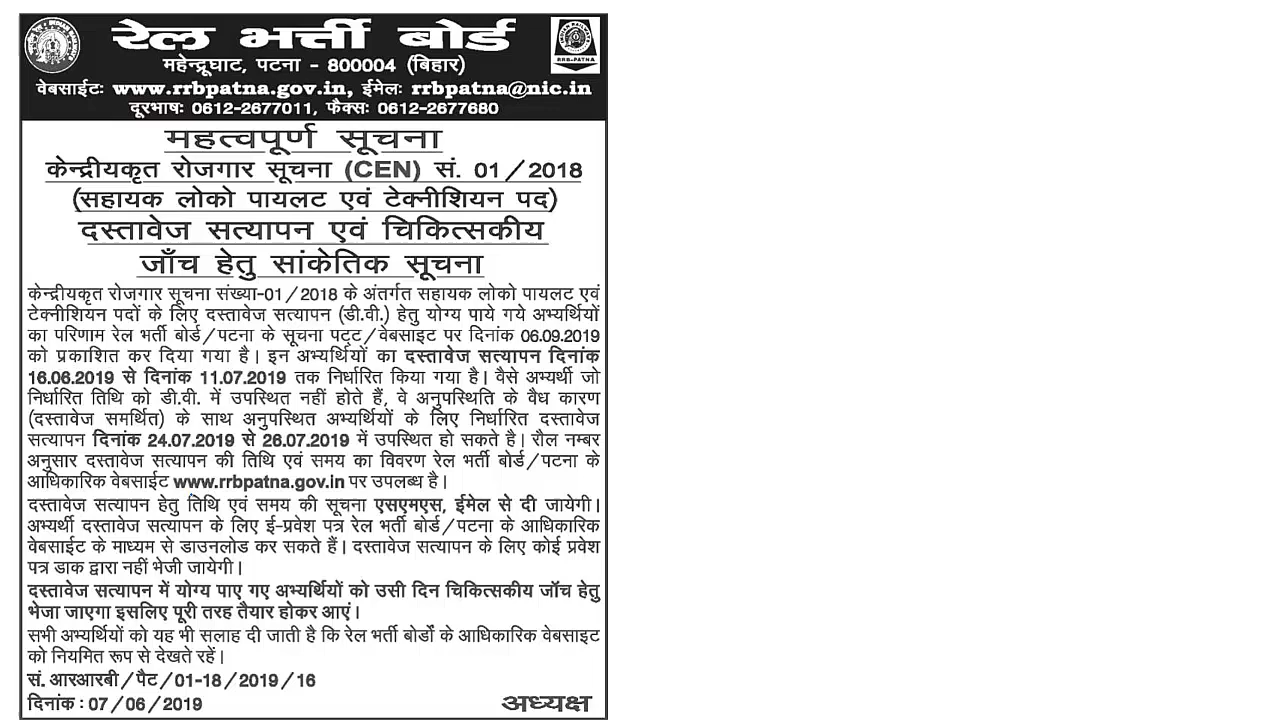 रेल भर्त्ती बोर्ड
महेन्द्रूघाट, पटना - 800004 (बिहार)
RRB-PATNA
वेबसाईटः www.rrbpatna.gov.in, ईमेलः rrbpatna@nic.in
दूरभाषः 0612-2677011, फैक्सः 0612-2677680
महत्वपूर्ण सूचना
केन्द्रीयकृत रोजगार सूचना (CEN) सं. 01/2018
(सहायक लोको पायलट एवं टेक्नीशियन पद)
दस्तावेज सत्यापन एवं चिकित्सकीय
जाँच हेतु सांकेतिक सूचना
केन्द्रीयकृत रोजगार सूचना संख्या-01/2018 के अंतर्गत सहायक लोको पायलट एवं
टेक्नीशियन पदों के लिए दस्तावेज सत्यापन (डी.वी.) हेतु योग्य पाये गये अभ्यर्थियों
का परिणाम रेल भर्ती बोर्ड/पटना के सूचना पट्ट/वेबसाइट पर दिनांक 06.09.2019
को प्रकाशित कर दिया गया है। इन अभ्यर्थियों का दस्तावेज सत्यापन दिनांक
16.06.2019 से दिनांक 11.07.2019 तक निर्धारित किया गया है। वैसे अभ्यर्थी जो
निर्धारित तिथि को डी.वी. में उपस्थित नहीं होते हैं, वे अनुपस्थिति के वैध कारण
(दस्तावेज समर्थित) के साथ अनुपस्थित अभ्यर्थियों के लिए निर्धारित दस्तावेज
सत्यापन दिनांक 24.07.2019 से 26.07.2019 में उपस्थित हो सकते है। रौल नम्बर
अनुसार दस्तावेज सत्यापन की तिथि एवं समय का विवरण रेल भर्ती बोर्ड/पटना के
आधिकारिक वेबसाईट www.rrbpatna.gov.in पर उपलब्ध है।
दस्तावेज सत्यापन हेतु तिथि एवं समय की सूचना एसएमएस, ईमेल से दी जायेगी।
अभ्यर्थी दस्तावेज सत्यापन के लिए ई-प्रवेश पत्र रेल भर्ती बोर्ड/पटना के आधिकारिक
वेबसाईट के माध्यम से डाउनलोड कर सकते हैं। दस्तावेज सत्यापन के लिए कोई प्रवेश
पत्र डाक द्वारा नहीं भेजी जायेगी।
दस्तावेज सत्यापन में योग्य पाए गए अभ्यर्थियों को उसी दिन चिकित्सकीय जाँच हेतु
भेजा जाएगा इसलिए पूरी तरह तैयार होकर आएं।
सभी अभ्यर्थियों को यह भी सलाह दी जाती है कि रेल भर्ती बोर्डों के आधिकारिक वेबसाइट
को नियमित रूप से देखते रहें।
सं. आरआरबी/पैट/01-18/2019/16
दिनांक : 07/06/2019 अध्यक्ष